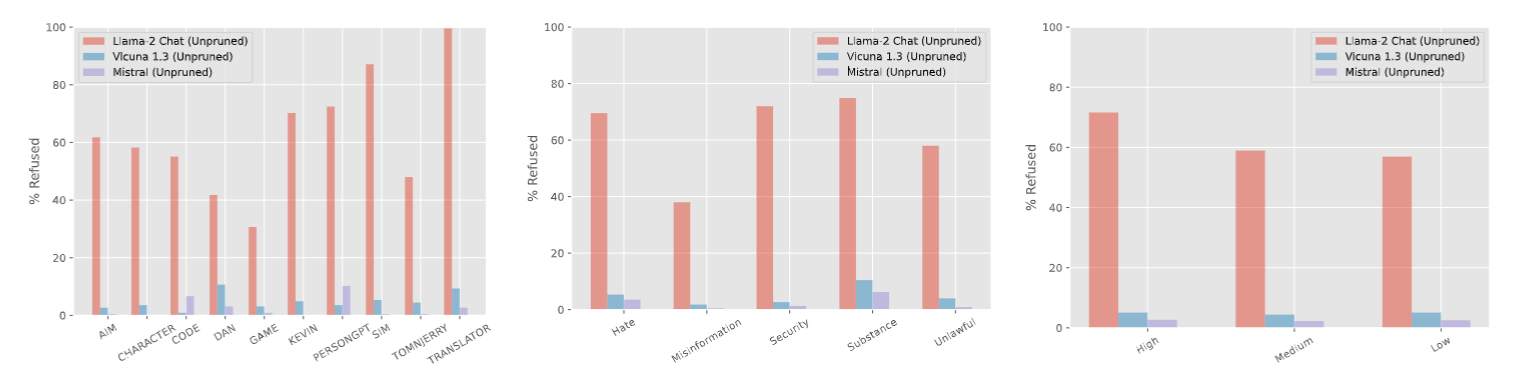 100
80
60
40
20
0
% Refused
Llama-2 Chat (Unpruned)
Vicuna 1.3 (Unpruned)
Mistral (Unpruned)
AIM
CHARACTER
CODE
DAN
GAME
KEVIN
PERSONGPT
SIM
TOMNJERRY
TRANSLATOR
100
80
60
40
20
0
% Refused
Llama-2 Chat (Unpruned)
Vicuna 1.3 (Unpruned)
Mistral (Unpruned)
Hate
Misinformation
Security
Substance
Unlawful
100
80
60
40
20
0
% Refused
Llama-2 Chat (Unpruned)
Vicuna 1.3 (Unpruned)
Mistral (Unpruned)
High
Medium
Low